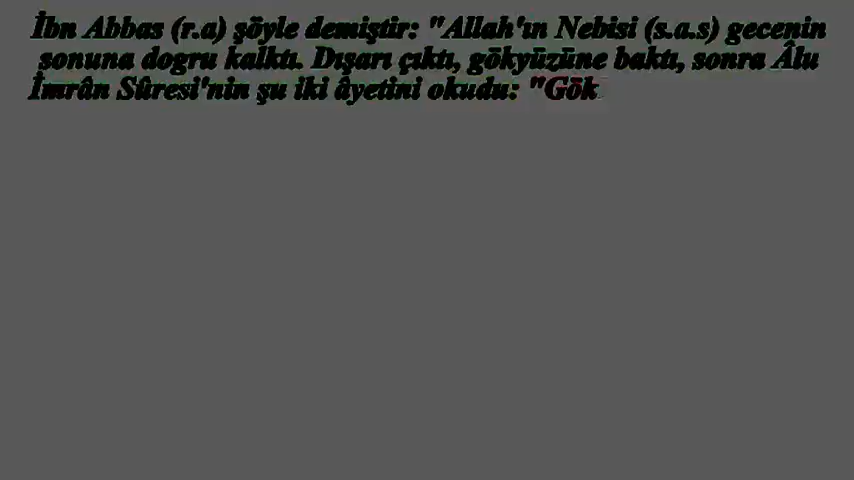 İbn Abbas (r.a) şöyle demiştir: "Allah'ın Nebisi (s.a.s) gecenin
sonuna dogru kalktı. Dışarı çıktı, gökyüzüne baktı, sonra Âlu
İmrân Sûresi'nin şu iki âyetini okudu: "Gök